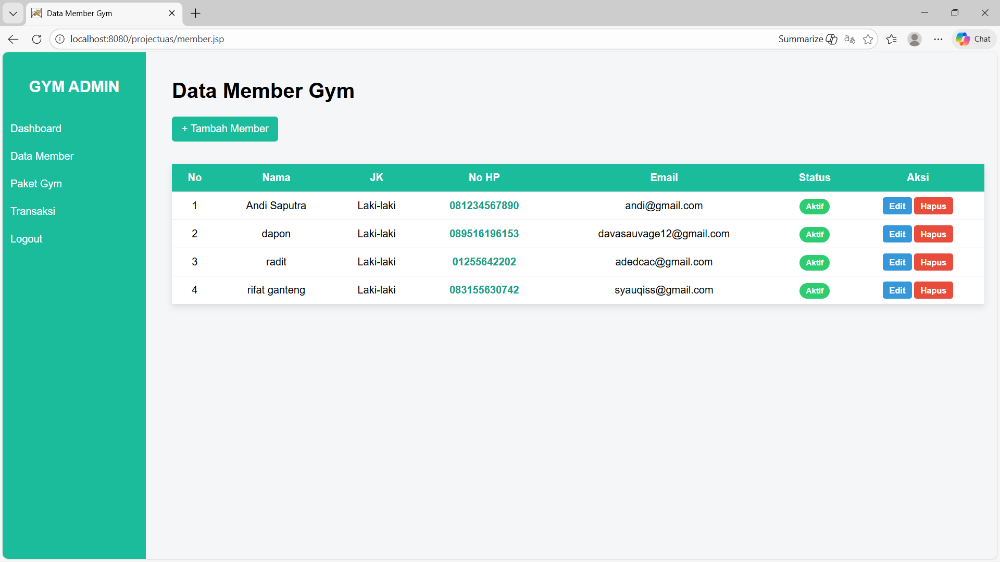 Data Member Gym
localhost:8080/projectuas/member.jsp
Summarize
Chat
GYM ADMIN
Dashboard
Data Member
Paket Gym
Transaksi
Logout
Data Member Gym
+ Tambah Member
No Nama JK No HP Email Status Aksi
1 Andi Saputra Laki-laki 081234567890 andi@gmail.com Aktif Edit Hapus
2 dapon Laki-laki 089516196153 davasauvage12@gmail.com Aktif Edit Hapus
3 radit Laki-laki 01255642202 adedcac@gmail.com Aktif Edit Hapus
4 rifat ganteng Laki-laki 083155630742 syauqiss@gmail.com Aktif Edit Hapus